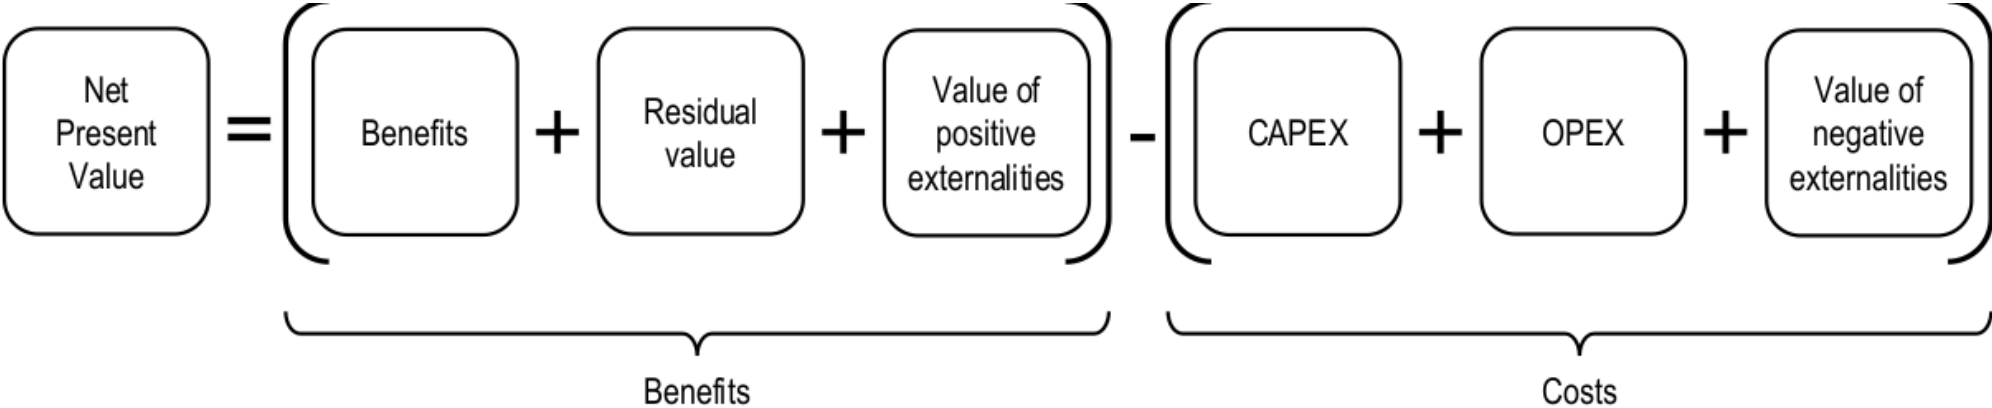 Net
Present
Value
=
Benefits
+
Residual
value
+
Value of
positive
externalities
-
CAPEX
+
OPEX
+
Value of
negative
externalities
Benefits
Costs